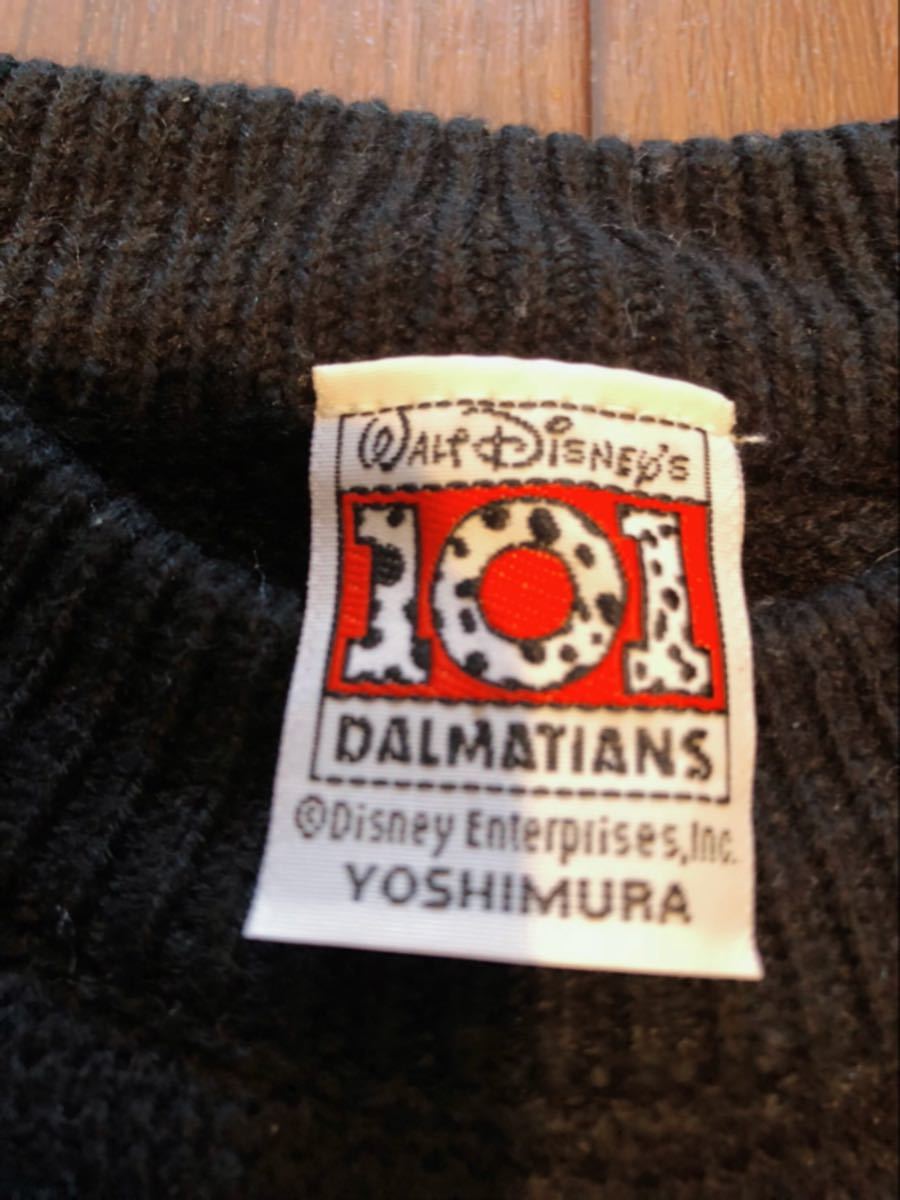 WALT DISNEY'S
101
DALMATIANS
©Disney Enterprises,Inc.
YOSHIMURA